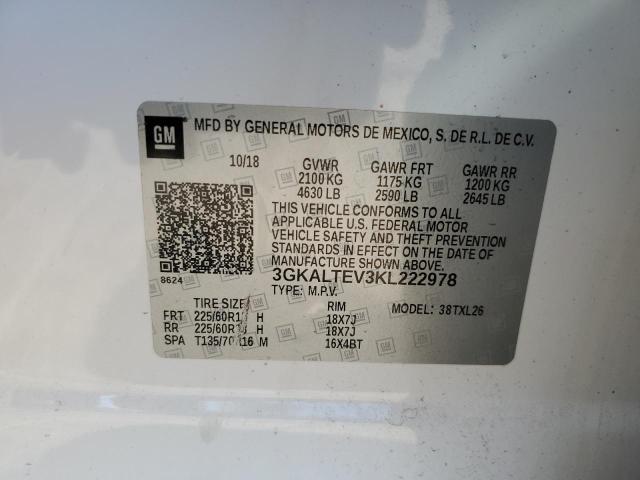 GM
MFD BY GENERAL MOTORS DE MEXICO, S. DE R.L. DE C.V.
10/18 GVWR GAWR FRT GAWR RR
2100 KG 1175 KG 1200 KG
4630 LB 2590 LB 2645 LB
THIS VEHICLE CONFORMS TO ALL
APPLICABLE U.S. FEDERAL MOTOR
VEHICLE SAFETY AND THEFT PREVENTION
STANDARDS IN EFFECT ON THE DATE OF
MANUFACTURE SHOWN ABOVE.
8624 3GKALTEV3KL222978
TYPE: M.P.V.
TIRE SIZE RIM MODEL: 38TXL26
FRT H 18X7J
RR H 18X7J
SPA M 16X4BT